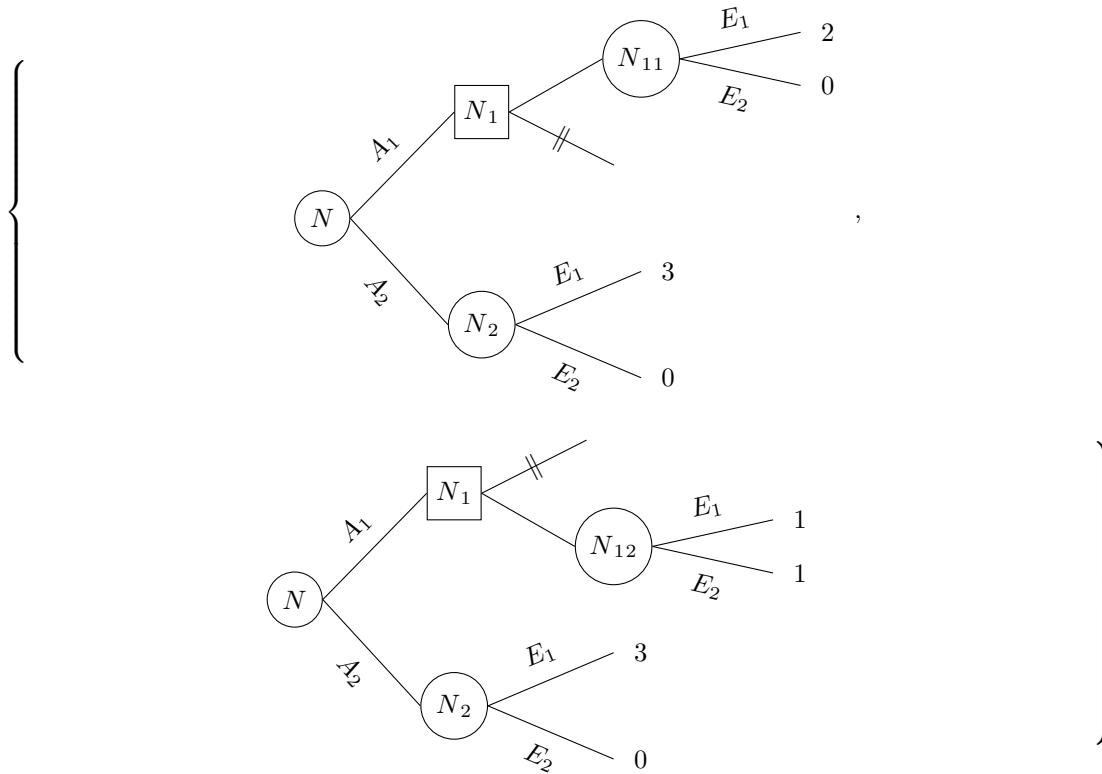 E₁
2
N₁₁
E₂
0
N₁
A₁
N
,
A₂
E₁
3
N₂
E₂
0
N₁
A₁
E₁
1
N₁₂
E₂
1
N
A₂
E₁
3
N₂
E₂
0